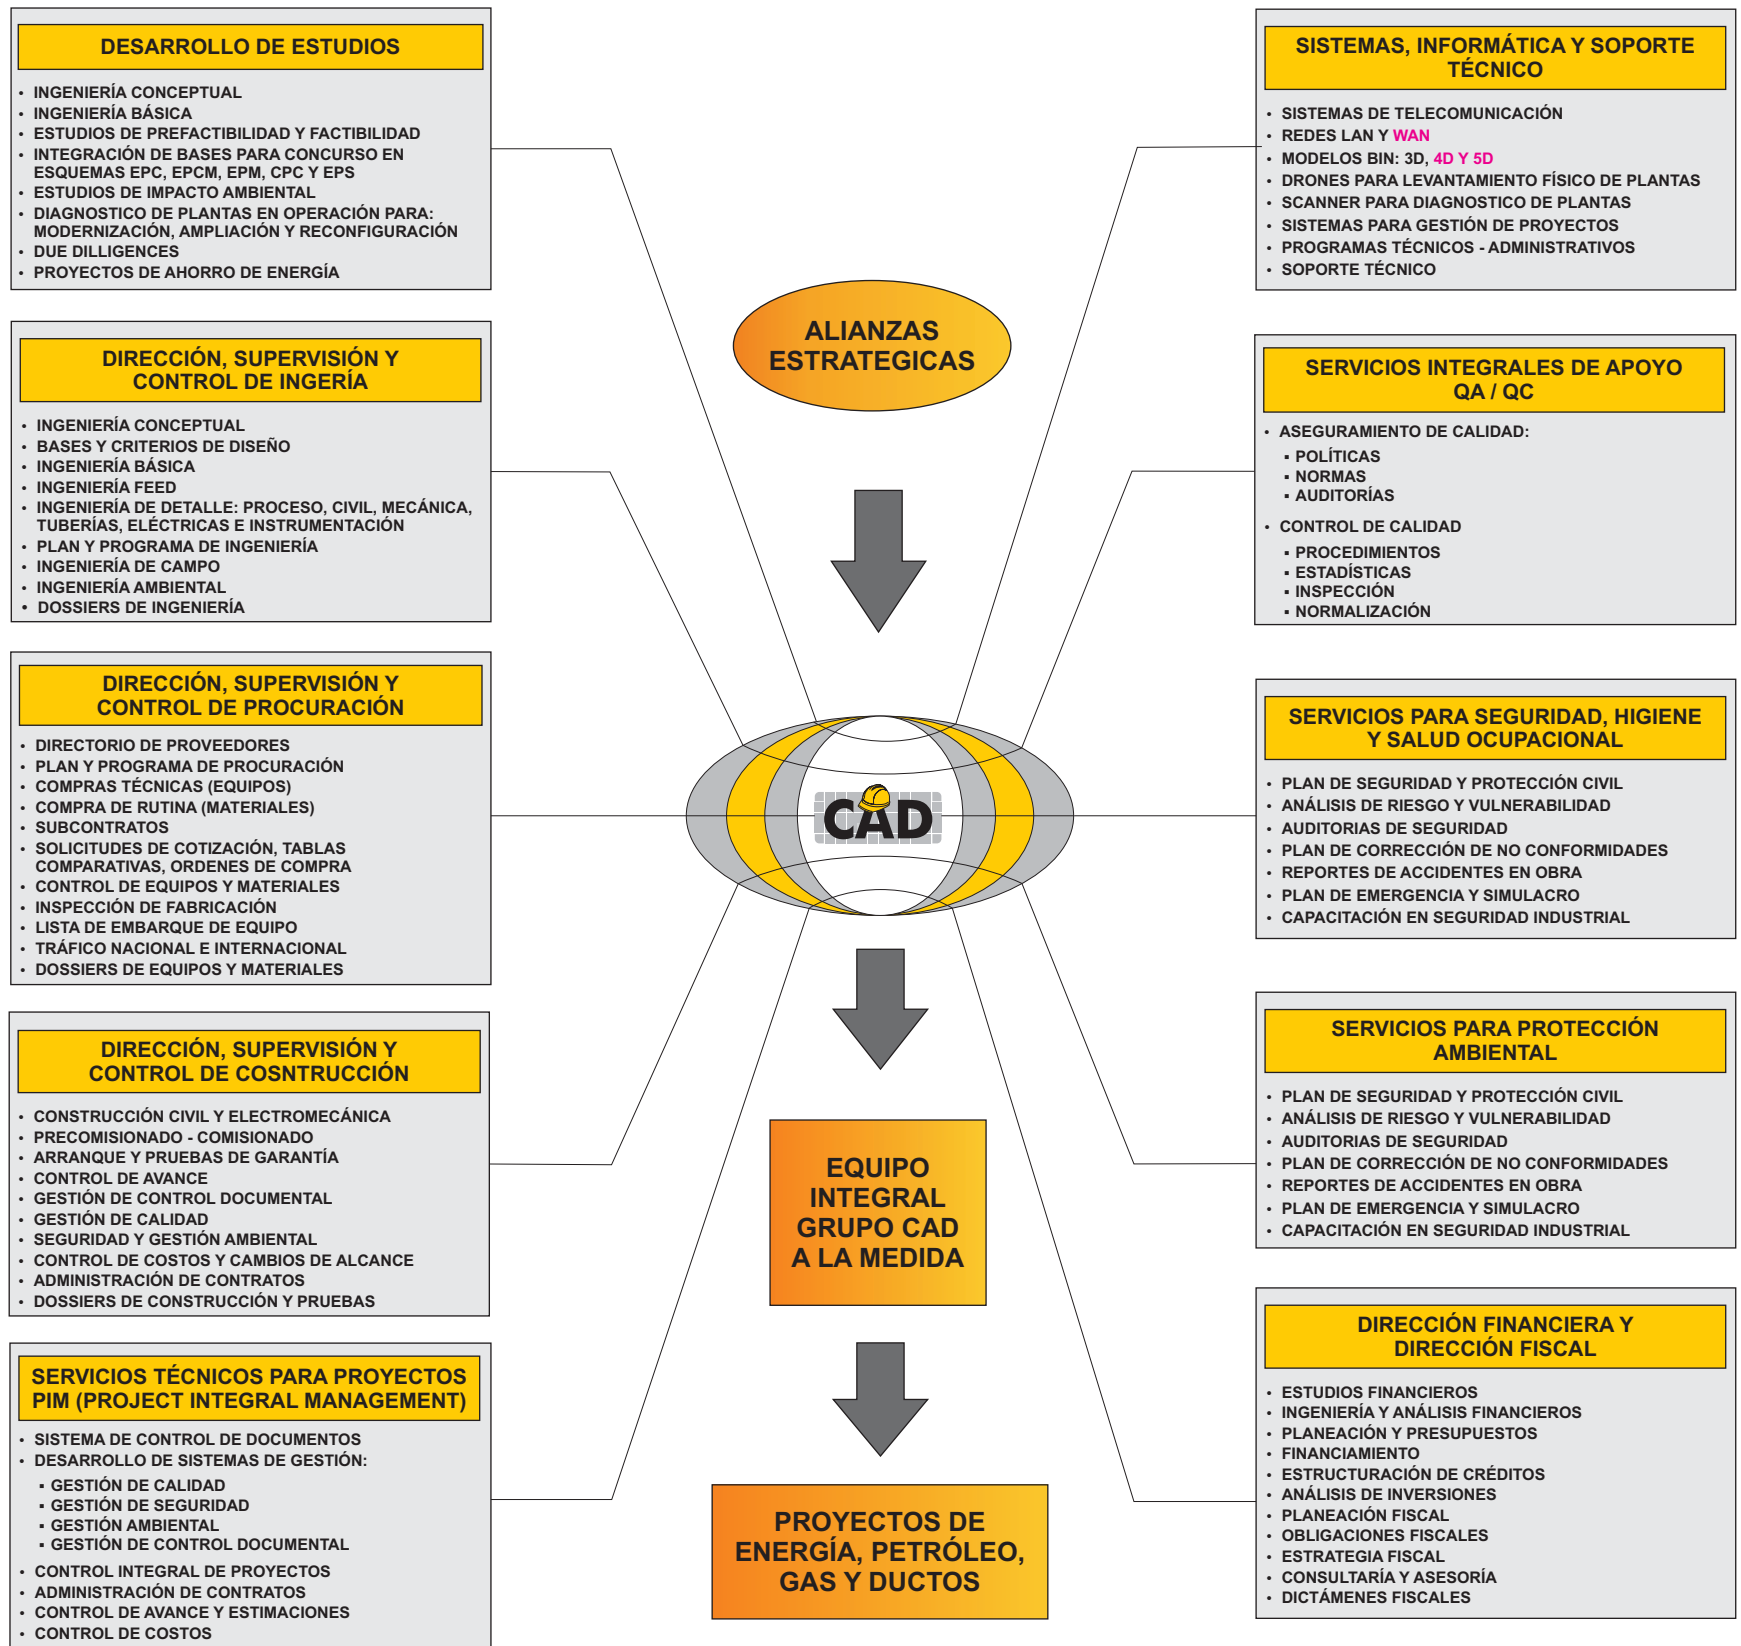 DESARROLLO DE ESTUDIOS
• INGENIERÍA CONCEPTUAL
• INGENIERÍA BÁSICA
• ESTUDIOS DE PREFACTIBILIDAD Y FACTIBILIDAD
• INTEGRACIÓN DE BASES PARA CONCURSO EN
ESQUEMAS EPC, EPCM, EPM, CPC Y EPS
• ESTUDIOS DE IMPACTO AMBIENTAL
• DIAGNOSTICO DE PLANTAS EN OPERACIÓN PARA:
MODERNIZACIÓN, AMPLIACIÓN Y RECONFIGURACIÓN
• DUE DILLIGENCES
• PROYECTOS DE AHORRO DE ENERGÍA
DIRECCIÓN, SUPERVISIÓN Y
CONTROL DE INGERÍA
• INGENIERÍA CONCEPTUAL
• BASES Y CRITERIOS DE DISEÑO
• INGENIERÍA BÁSICA
• INGENIERÍA FEED
• INGENIERÍA DE DETALLE: PROCESO, CIVIL, MECÁNICA,
TUBERÍAS, ELÉCTRICAS E INSTRUMENTACIÓN
• PLAN Y PROGRAMA DE INGENIERÍA
• INGENIERÍA DE CAMPO
• INGENIERÍA AMBIENTAL
• DOSSIERS DE INGENIERÍA
DIRECCIÓN, SUPERVISIÓN Y
CONTROL DE PROCURACIÓN
• DIRECTORIO DE PROVEEDORES
• PLAN Y PROGRAMA DE PROCURACIÓN
• COMPRAS TÉCNICAS (EQUIPOS)
• COMPRA DE RUTINA (MATERIALES)
• SUBCONTRATOS
• SOLICITUDES DE COTIZACIÓN, TABLAS
COMPARATIVAS, ORDENES DE COMPRA
• CONTROL DE EQUIPOS Y MATERIALES
• INSPECCIÓN DE FABRICACIÓN
• LISTA DE EMBARQUE DE EQUIPO
• TRÁFICO NACIONAL E INTERNACIONAL
• DOSSIERS DE EQUIPOS Y MATERIALES
DIRECCIÓN, SUPERVISIÓN Y
CONTROL DE COSNTRUCCIÓN
• CONSTRUCCIÓN CIVIL Y ELECTROMECÁNICA
• PRECOMISIONADO - COMISIONADO
• ARRANQUE Y PRUEBAS DE GARANTÍA
• CONTROL DE AVANCE
• GESTIÓN DE CONTROL DOCUMENTAL
• GESTIÓN DE CALIDAD
• SEGURIDAD Y GESTIÓN AMBIENTAL
• CONTROL DE COSTOS Y CAMBIOS DE ALCANCE
• ADMINISTRACIÓN DE CONTRATOS
• DOSSIERS DE CONSTRUCCIÓN Y PRUEBAS
SERVICIOS TÉCNICOS PARA PROYECTOS
PIM (PROJECT INTEGRAL MANAGEMENT)
• SISTEMA DE CONTROL DE DOCUMENTOS
• DESARROLLO DE SISTEMAS DE GESTIÓN:
▪ GESTIÓN DE CALIDAD
▪ GESTIÓN DE SEGURIDAD
▪ GESTIÓN AMBIENTAL
▪ GESTIÓN DE CONTROL DOCUMENTAL
• CONTROL INTEGRAL DE PROYECTOS
• ADMINISTRACIÓN DE CONTRATOS
• CONTROL DE AVANCE Y ESTIMACIONES
• CONTROL DE COSTOS
ALIANZAS
ESTRATEGICAS
CAD
EQUIPO
INTEGRAL
GRUPO CAD
A LA MEDIDA
PROYECTOS DE
ENERGÍA, PETRÓLEO,
GAS Y DUCTOS
SISTEMAS, INFORMÁTICA Y SOPORTE
TÉCNICO
• SISTEMAS DE TELECOMUNICACIÓN
• REDES LAN Y WAN
• MODELOS BIN: 3D, 4D Y 5D
• DRONES PARA LEVANTAMIENTO FÍSICO DE PLANTAS
• SCANNER PARA DIAGNOSTICO DE PLANTAS
• SISTEMAS PARA GESTIÓN DE PROYECTOS
• PROGRAMAS TÉCNICOS - ADMINISTRATIVOS
• SOPORTE TÉCNICO
SERVICIOS INTEGRALES DE APOYO
QA / QC
• ASEGURAMIENTO DE CALIDAD:
▪ POLÍTICAS
▪ NORMAS
▪ AUDITORÍAS
• CONTROL DE CALIDAD
▪ PROCEDIMIENTOS
▪ ESTADÍSTICAS
▪ INSPECCIÓN
▪ NORMALIZACIÓN
SERVICIOS PARA SEGURIDAD, HIGIENE
Y SALUD OCUPACIONAL
• PLAN DE SEGURIDAD Y PROTECCIÓN CIVIL
• ANÁLISIS DE RIESGO Y VULNERABILIDAD
• AUDITORIAS DE SEGURIDAD
• PLAN DE CORRECCIÓN DE NO CONFORMIDADES
• REPORTES DE ACCIDENTES EN OBRA
• PLAN DE EMERGENCIA Y SIMULACRO
• CAPACITACIÓN EN SEGURIDAD INDUSTRIAL
SERVICIOS PARA PROTECCIÓN
AMBIENTAL
• PLAN DE SEGURIDAD Y PROTECCIÓN CIVIL
• ANÁLISIS DE RIESGO Y VULNERABILIDAD
• AUDITORIAS DE SEGURIDAD
• PLAN DE CORRECCIÓN DE NO CONFORMIDADES
• REPORTES DE ACCIDENTES EN OBRA
• PLAN DE EMERGENCIA Y SIMULACRO
• CAPACITACIÓN EN SEGURIDAD INDUSTRIAL
DIRECCIÓN FINANCIERA Y
DIRECCIÓN FISCAL
• ESTUDIOS FINANCIEROS
• INGENIERÍA Y ANÁLISIS FINANCIEROS
• PLANEACIÓN Y PRESUPUESTOS
• FINANCIAMIENTO
• ESTRUCTURACIÓN DE CRÉDITOS
• ANÁLISIS DE INVERSIONES
• PLANEACIÓN FISCAL
• OBLIGACIONES FISCALES
• ESTRATEGIA FISCAL
• CONSULTARÍA Y ASESORÍA
• DICTÁMENES FISCALES